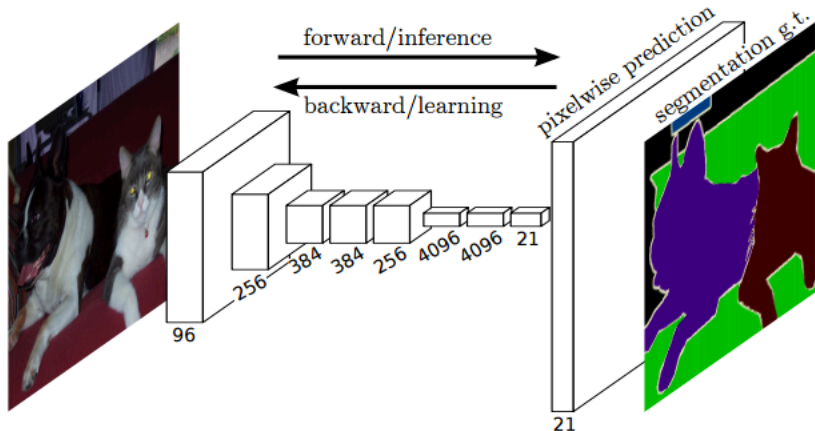 forward/inference
backward/learning
pixelwise prediction
segmentation g.t.
96
256
384
384
256
4096
4096
21
21